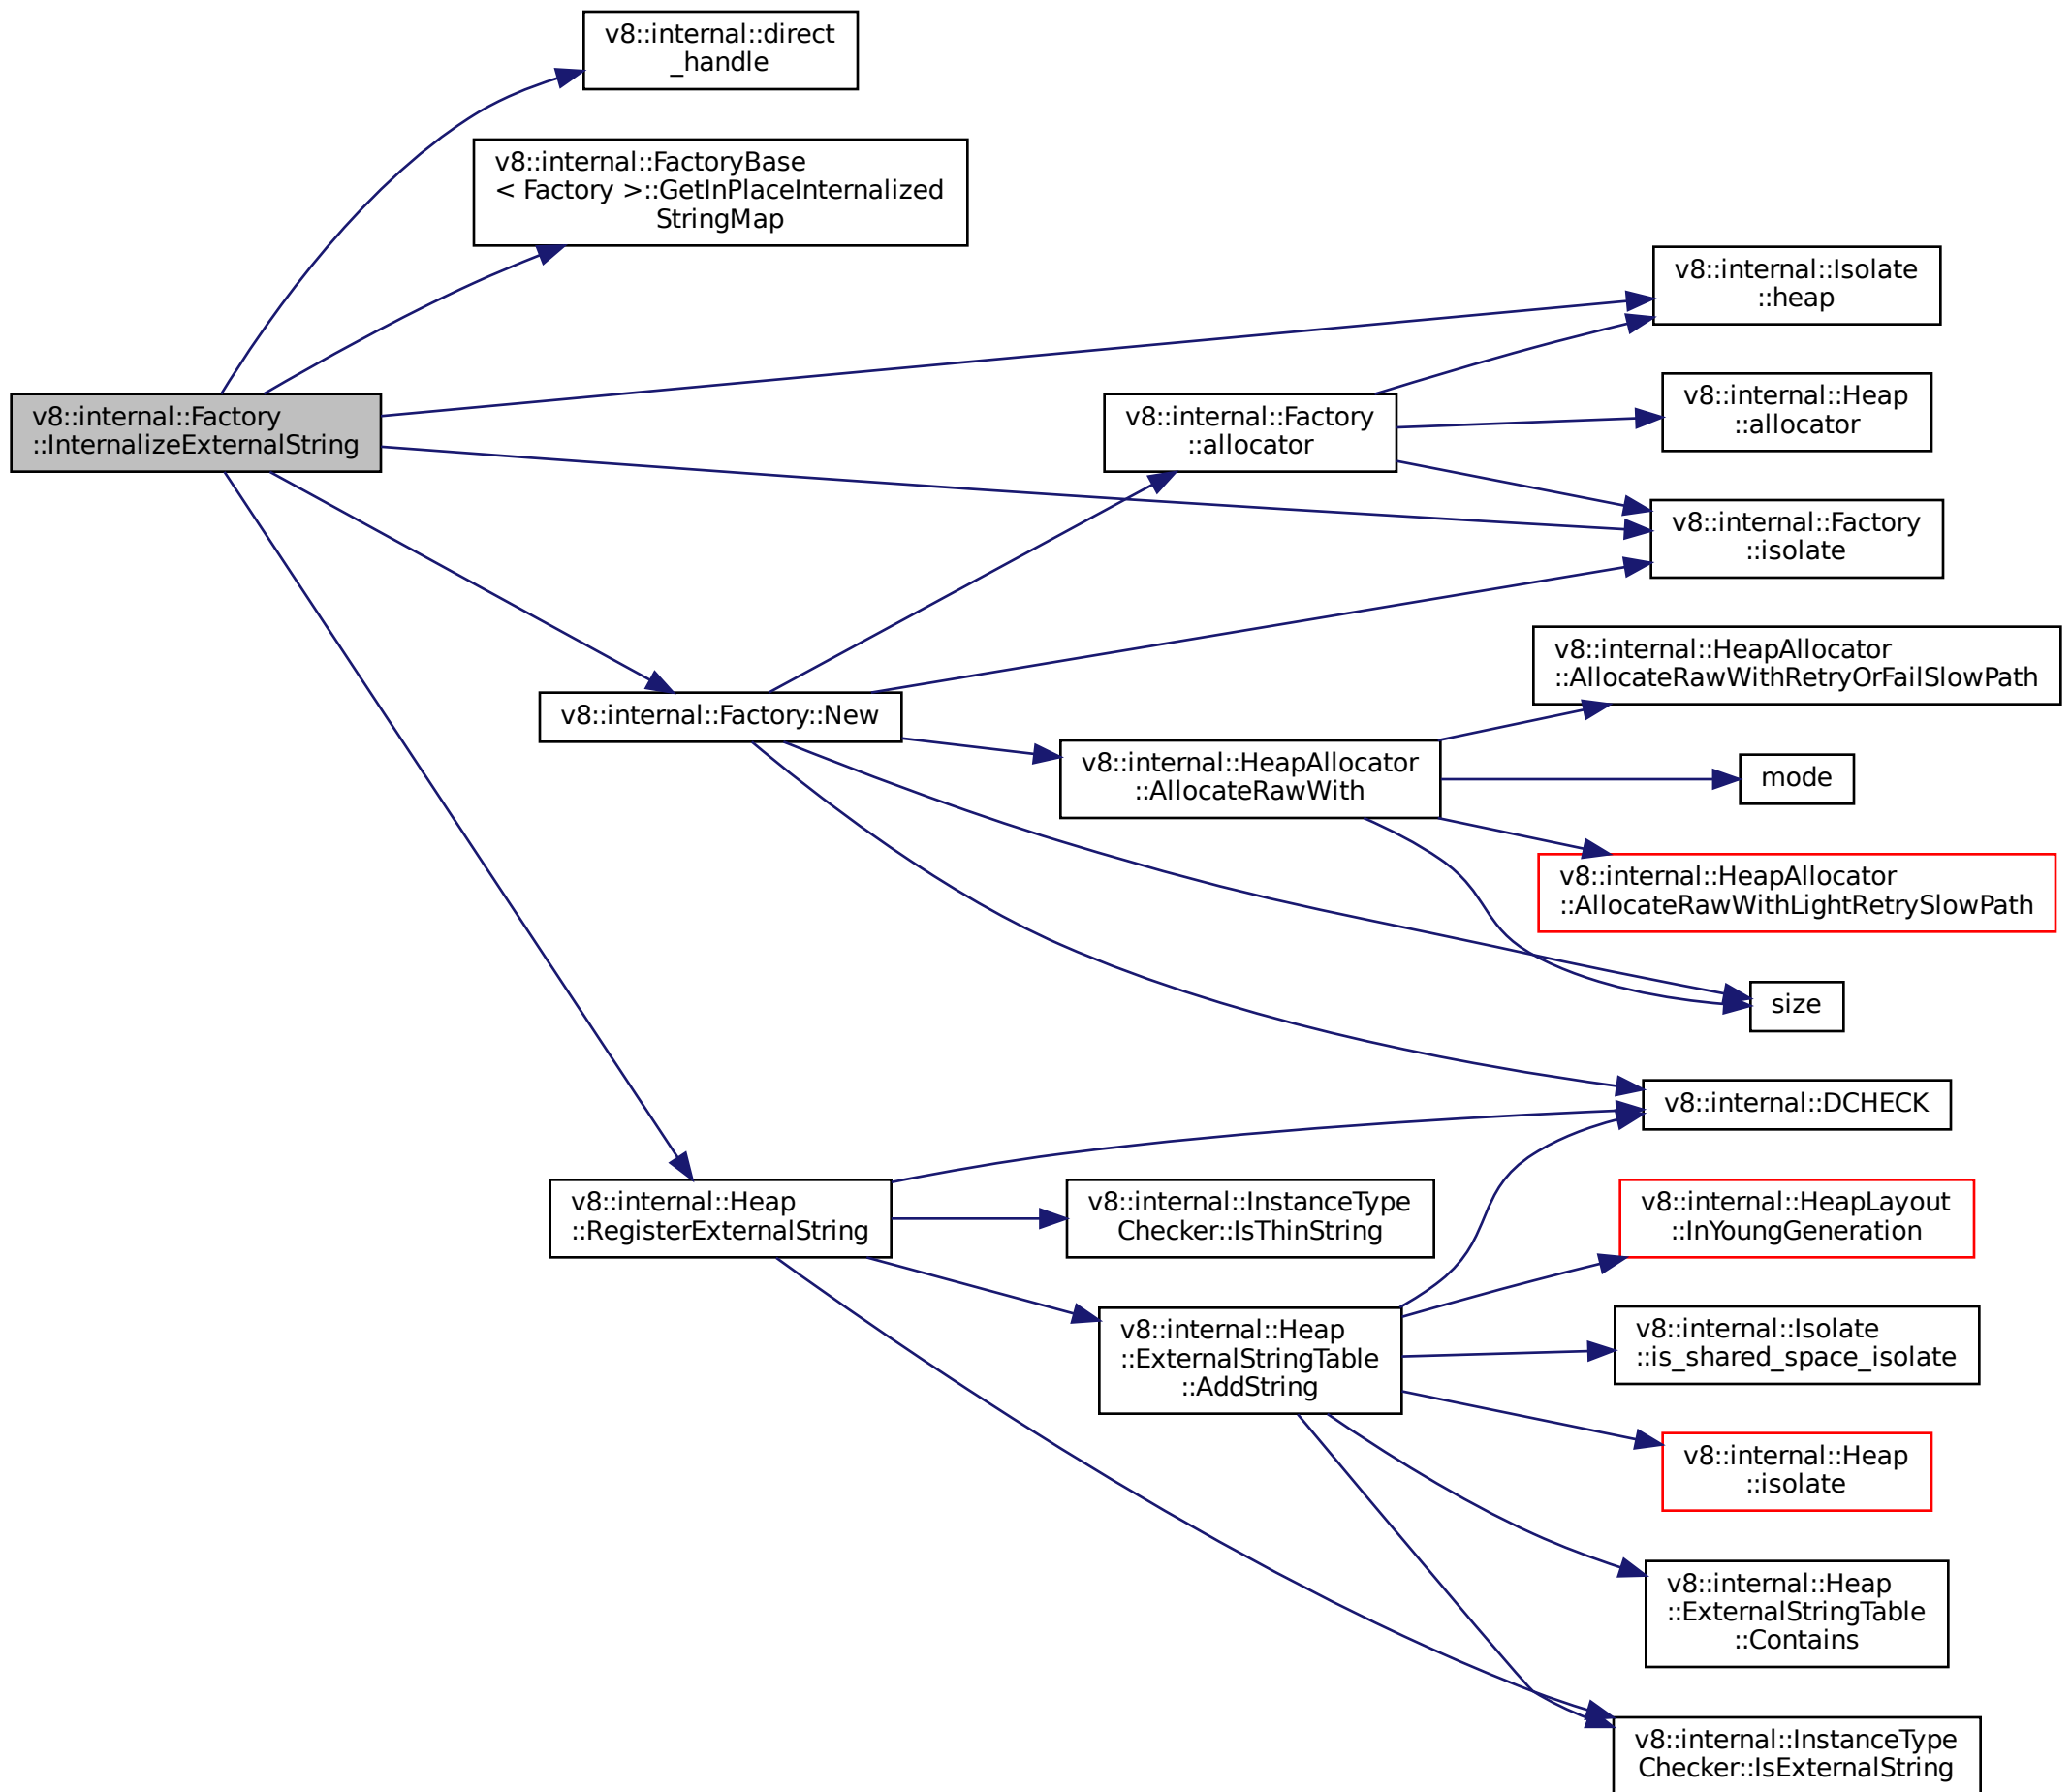 v8::internal::direct
_handle
v8::internal::FactoryBase
< Factory >::GetInPlaceInternalized
StringMap
v8::internal::Isolate
::heap
v8::internal::Factory
::InternalizeExternalString
v8::internal::Factory
::allocator
v8::internal::Heap
::allocator
v8::internal::Factory
::isolate
v8::internal::HeapAllocator
::AllocateRawWithRetryOrFailSlowPath
v8::internal::Factory::New
v8::internal::HeapAllocator
::AllocateRawWith
mode
v8::internal::HeapAllocator
::AllocateRawWithLightRetrySlowPath
size
v8::internal::DCHECK
v8::internal::Heap
::RegisterExternalString
v8::internal::InstanceType
Checker::IsThinString
v8::internal::HeapLayout
::InYoungGeneration
v8::internal::Heap
::ExternalStringTable
::AddString
v8::internal::Isolate
::is_shared_space_isolate
v8::internal::Heap
::isolate
v8::internal::Heap
::ExternalStringTable
::Contains
v8::internal::InstanceType
Checker::IsExternalString